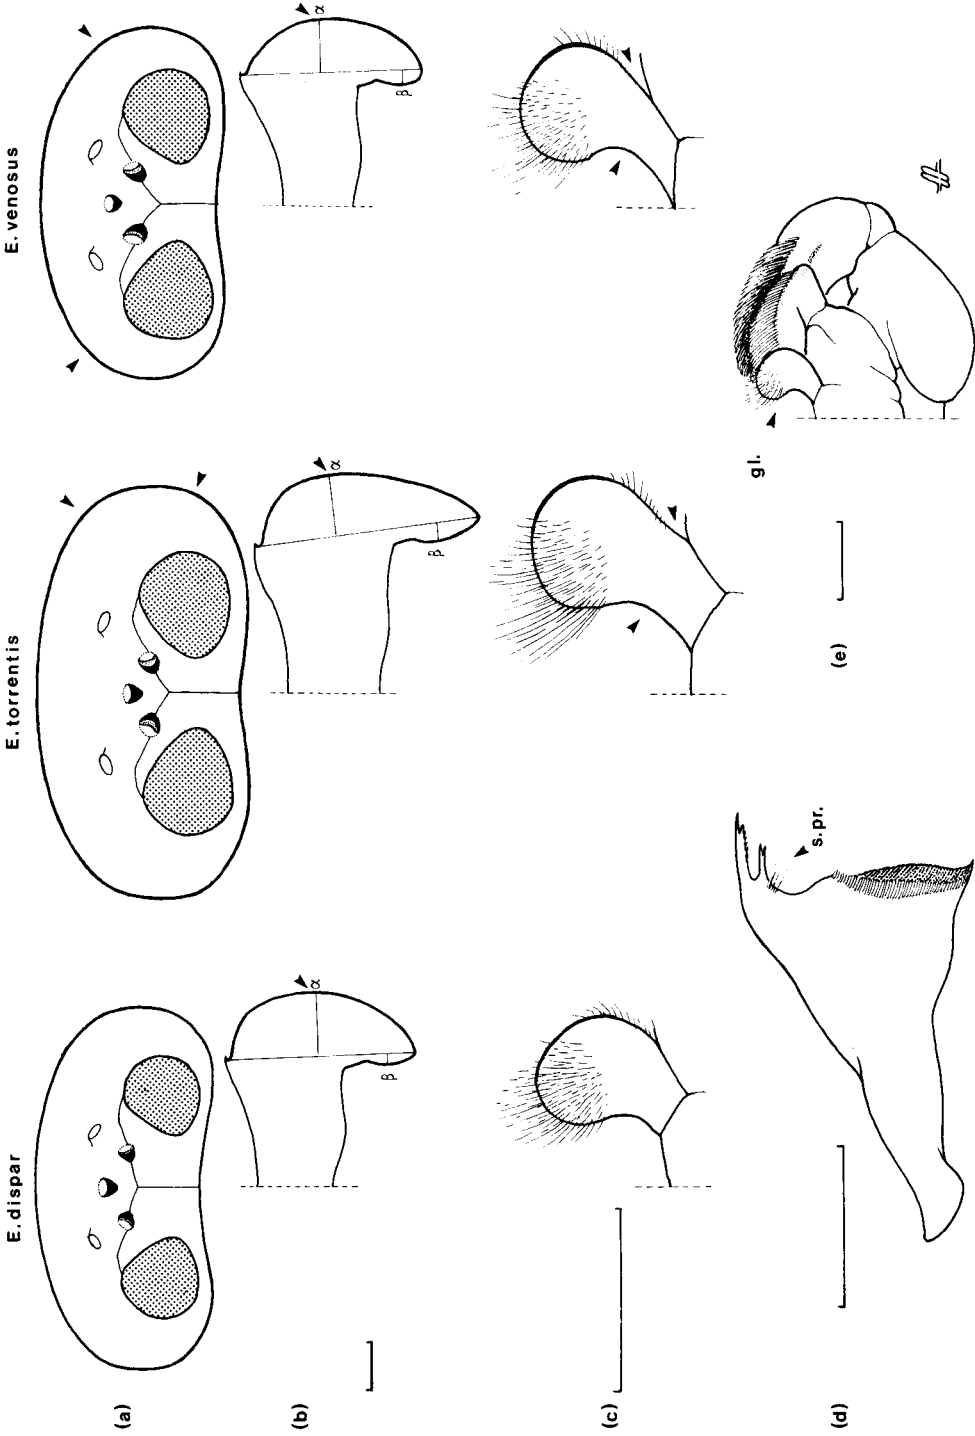 E. dispar
E. torrentis
E. venosus
(a)
(b)
α
β
α
β
α
β
(c)
(d)
s.pr.
(e)
gl.